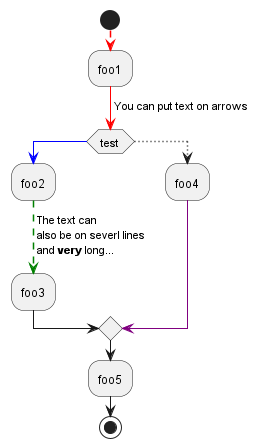 foo1
You can put text on arrows
test
foo2
foo4
The text can
also be on severl lines
and very long...
foo3
foo5